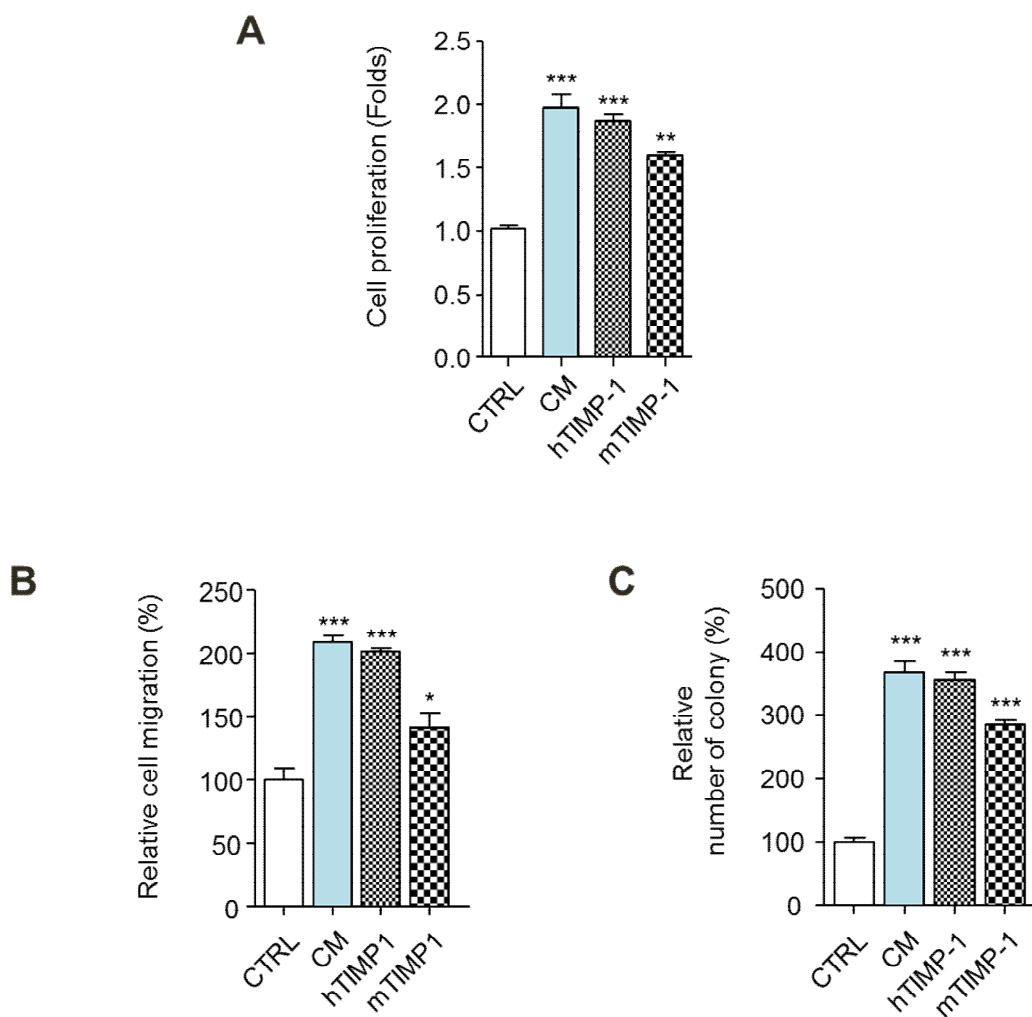 A
Cell proliferation (Folds)
2.5
2.0
1.5
1.0
0.5
0.0
***
***
**
CTRL
CM
hTIMP-1
mTIMP-1
B
Relative cell migration (%)
250
200
150
100
50
0
***
***
*
CTRL
CM
hTIMP1
mTIMP1
C
Relative
number of colony (%)
500
400
300
200
100
0
***
***
***
CTRL
CM
hTIMP-1
mTIMP-1